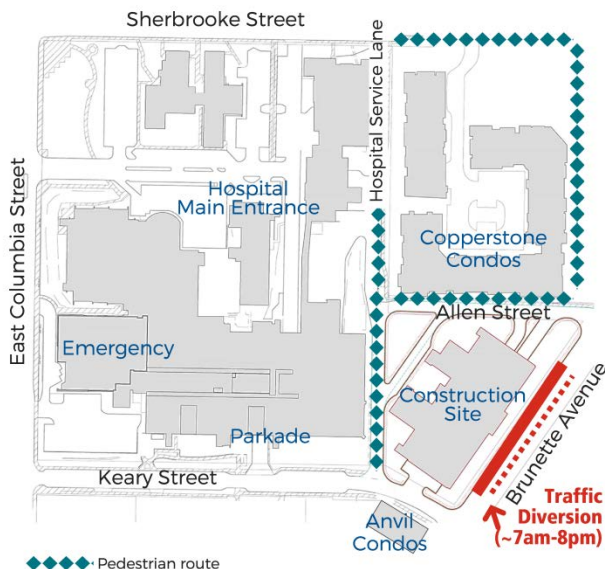 Sherbrooke Street
Hospital Service Lane
East Columbia Street
Hospital
Main Entrance
Copperstone
Condos
Allen Street
Emergency
Construction
Site
Brunette Avenue
Parkade
Keary Street
Traffic
Diversion
(~7am-8pm)
Anvil
Condos
Pedestrian route